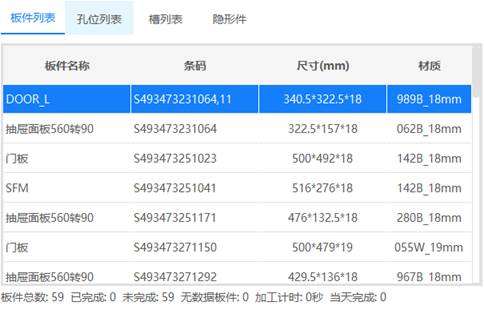 板件列表 孔位列表 槽列表 隐形件
板件名称 条码 尺寸(mm) 材质
DOOR_L S493473231064,11 340.5*322.5*18 989B_18mm
抽屉面板560转90 S493473231064 322.5*157*18 062B_18mm
门板 S493473251023 500*492*18 142B_18mm
SFM S493473251041 516*276*18 142B_18mm
抽屉面板560转90 S493473251171 476*132.5*18 280B_18mm
门板 S493473271150 500*479*19 055W_19mm
抽屉面板560转90 S493473271292 429.5*136*18 967B_18mm
板件总数: 59 已完成: 0 未完成: 59 无数据板件: 0 加工计时: 0秒 当天完成: 0